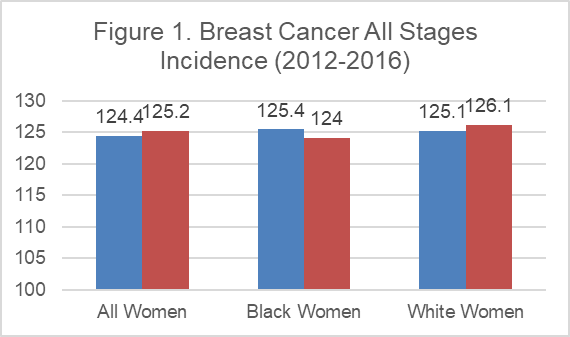 Figure 1. Breast Cancer All Stages
Incidence (2012-2016)
130
125
120
115
110
105
100
124.4
125.2
125.4
124
125.1
126.1
All Women
Black Women
White Women